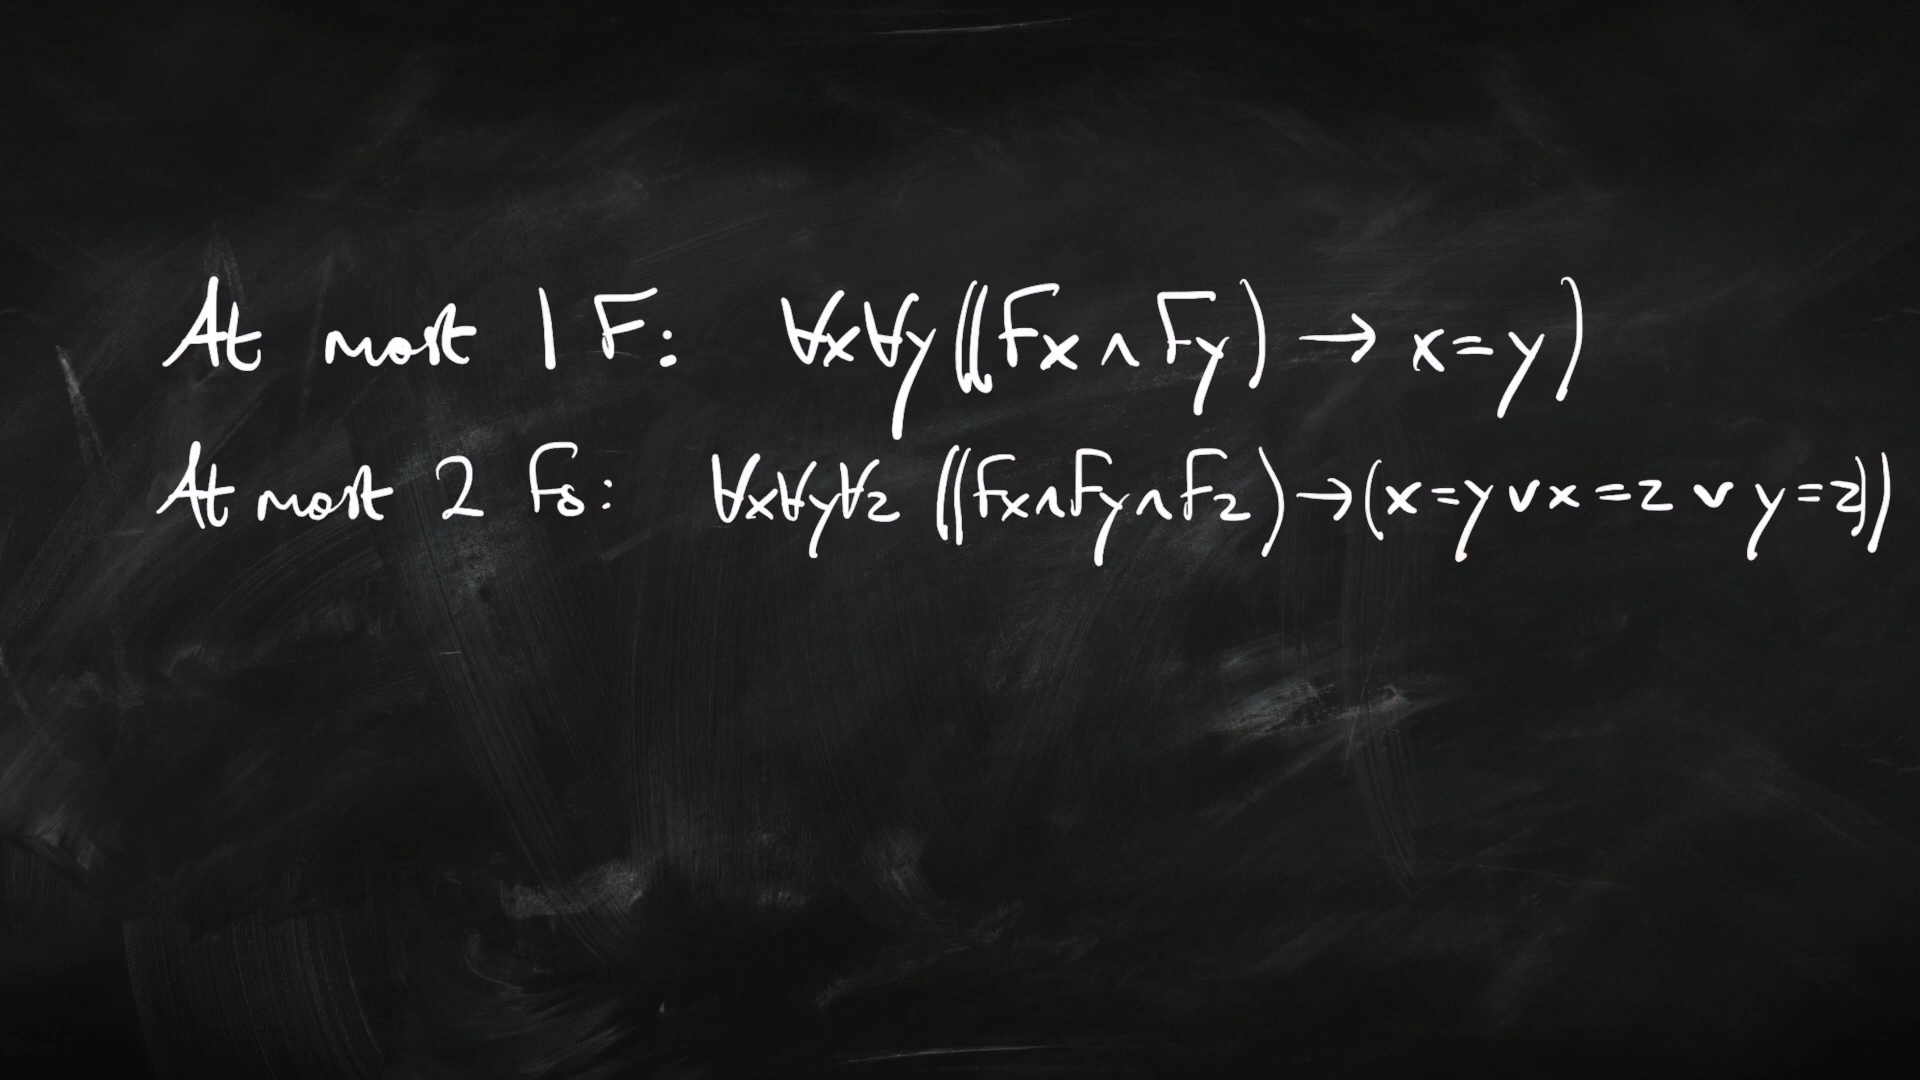 At most 1 F: ∀x∀y((Fx∧Fy)→x=y)
At most 2 Fs: ∀x∀y∀z((Fx∧Fy∧Fz)→(x=y∨x=z∨y=z))